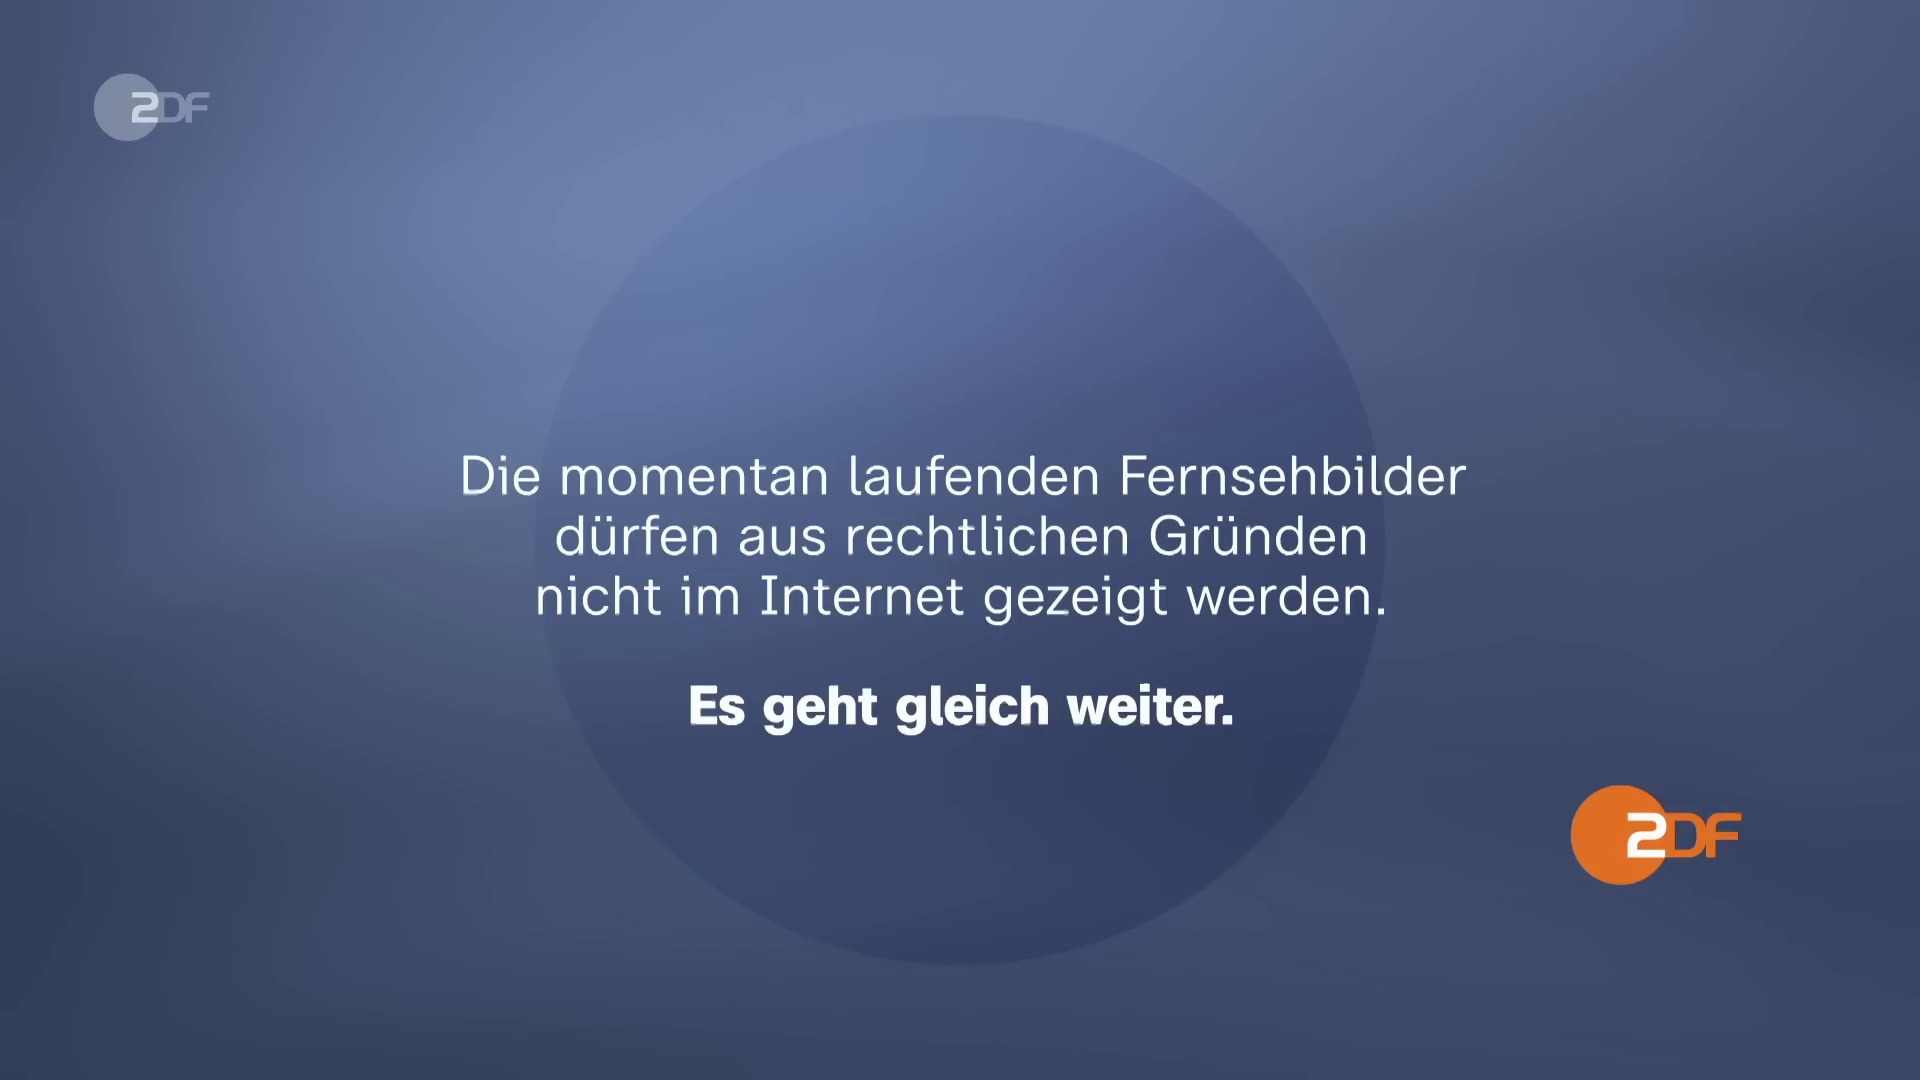 ZDF
Die momentan laufenden Fernsehbilder
dürfen aus rechtlichen Gründen
nicht im Internet gezeigt werden.
Es geht gleich weiter.
ZDF